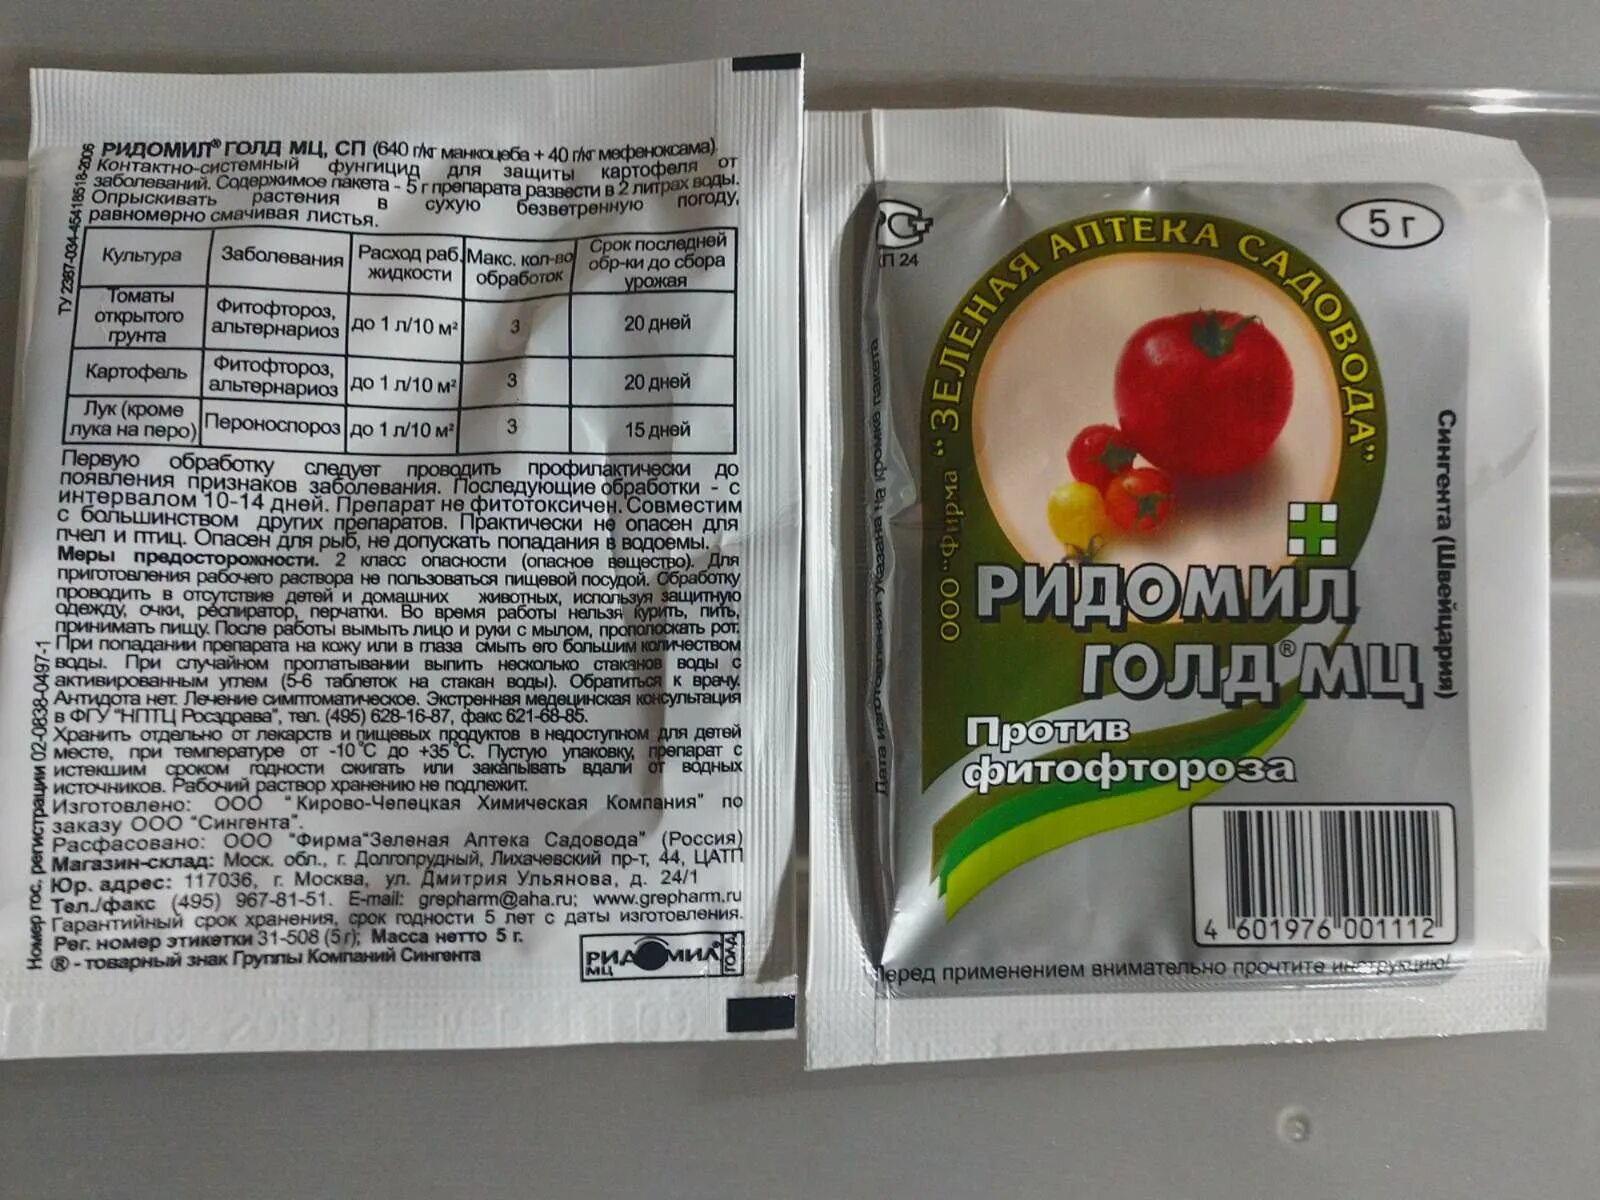 РИДОМИЛ® ГОЛД МЦ, СП (640 г/кг манкоцеба + 40 г/кг мефеноксама)
Контактно-системный фунгицид для защиты картофеля от
заболеваний. Содержимое пакета - 5 г препарата развести в 2 литрах воды.
Опрыскивать растения в сухую безветренную погоду,
равномерно смачивая листья.
Культура Заболевания Расход раб. жидкости Макс. кол-во обработок Срок последней обр-ки до сбора урожая
Томаты открытого грунта Фитофтороз, альтернариоз до 1 л/10 м² 3 20 дней
Картофель Фитофтороз, альтернариоз до 1 л/10 м² 3 20 дней
Лук (кроме лука на перо) Пероноспороз до 1 л/10 м² 3 15 дней
Первую обработку следует проводить профилактически до
появления признаков заболевания. Последующие обработки - с
интервалом 10-14 дней. Препарат не фитотоксичен. Совместим
с большинством других препаратов. Практически не опасен для
пчел и птиц. Опасен для рыб, не допускать попадания в водоемы.
Меры предосторожности. 2 класс опасности (опасное вещество). Для
приготовления рабочего раствора не пользоваться пищевой посудой. Обработку
проводить в отсутствие детей и домашних животных, используя защитную
одежду, очки, респиратор, перчатки. Во время работы нельзя курить, пить,
принимать пищу. После работы вымыть лицо и руки с мылом, прополоскать рот.
При попадании препарата на кожу или в глаза смыть его большим количеством
воды. При случайном проглатывании выпить несколько стаканов воды с
активированным углем (5-6 таблеток на стакан воды). Обратиться к врачу.
Антидота нет. Лечение симптоматическое. Экстренная медецинская консультация
в ФГУ "НПТЦ Росздрава", тел. (495) 628-16-87, факс 621-68-85.
Хранить отдельно от лекарств и пищевых продуктов в недоступном для детей
месте, при температуре от -10°С до +35°С. Пустую упаковку, препарат с
истекшим сроком годности сжигать или закапывать вдали от водных
источников. Рабочий раствор хранению не подлежит.
Изготовлено: ООО "Кирово-Чепецкая Химическая Компания" по
заказу ООО "Сингента".
Расфасовано: ООО "Фирма"Зеленая Аптека Садовода" (Россия)
Магазин-склад: Моск. обл., г. Долгопрудный, Лихачевский пр-т, 44, ЦАТП
Юр. адрес: 117036, г. Москва, ул. Дмитрия Ульянова, д. 24/1
Тел./факс (495) 967-81-51. E-mail: grepharm@aha.ru; www.grepharm.ru
Гарантийный срок хранения, срок годности 5 лет с даты изготовления.
Рег. номер этикетки 31-508 (5 г); Масса нетто 5 г.
® - товарный знак Группы Компаний Сингента
РИДОМИЛ®
МЦ
ГОЛД
ТУ 2387-034-45418518-2006
Номер гос. регистрации 02-0838-0497-1
П 24
5 г
ООО "Фирма "ЗЕЛЕНАЯ АПТЕКА САДОВОДА"
Дата изготовления указана на кромке пакета
Сингента (Швейцария)
РИДОМИЛ
ГОЛД® МЦ
Против
фитофтороза
4 601976 001112
Перед применением внимательно прочтите инструкцию!